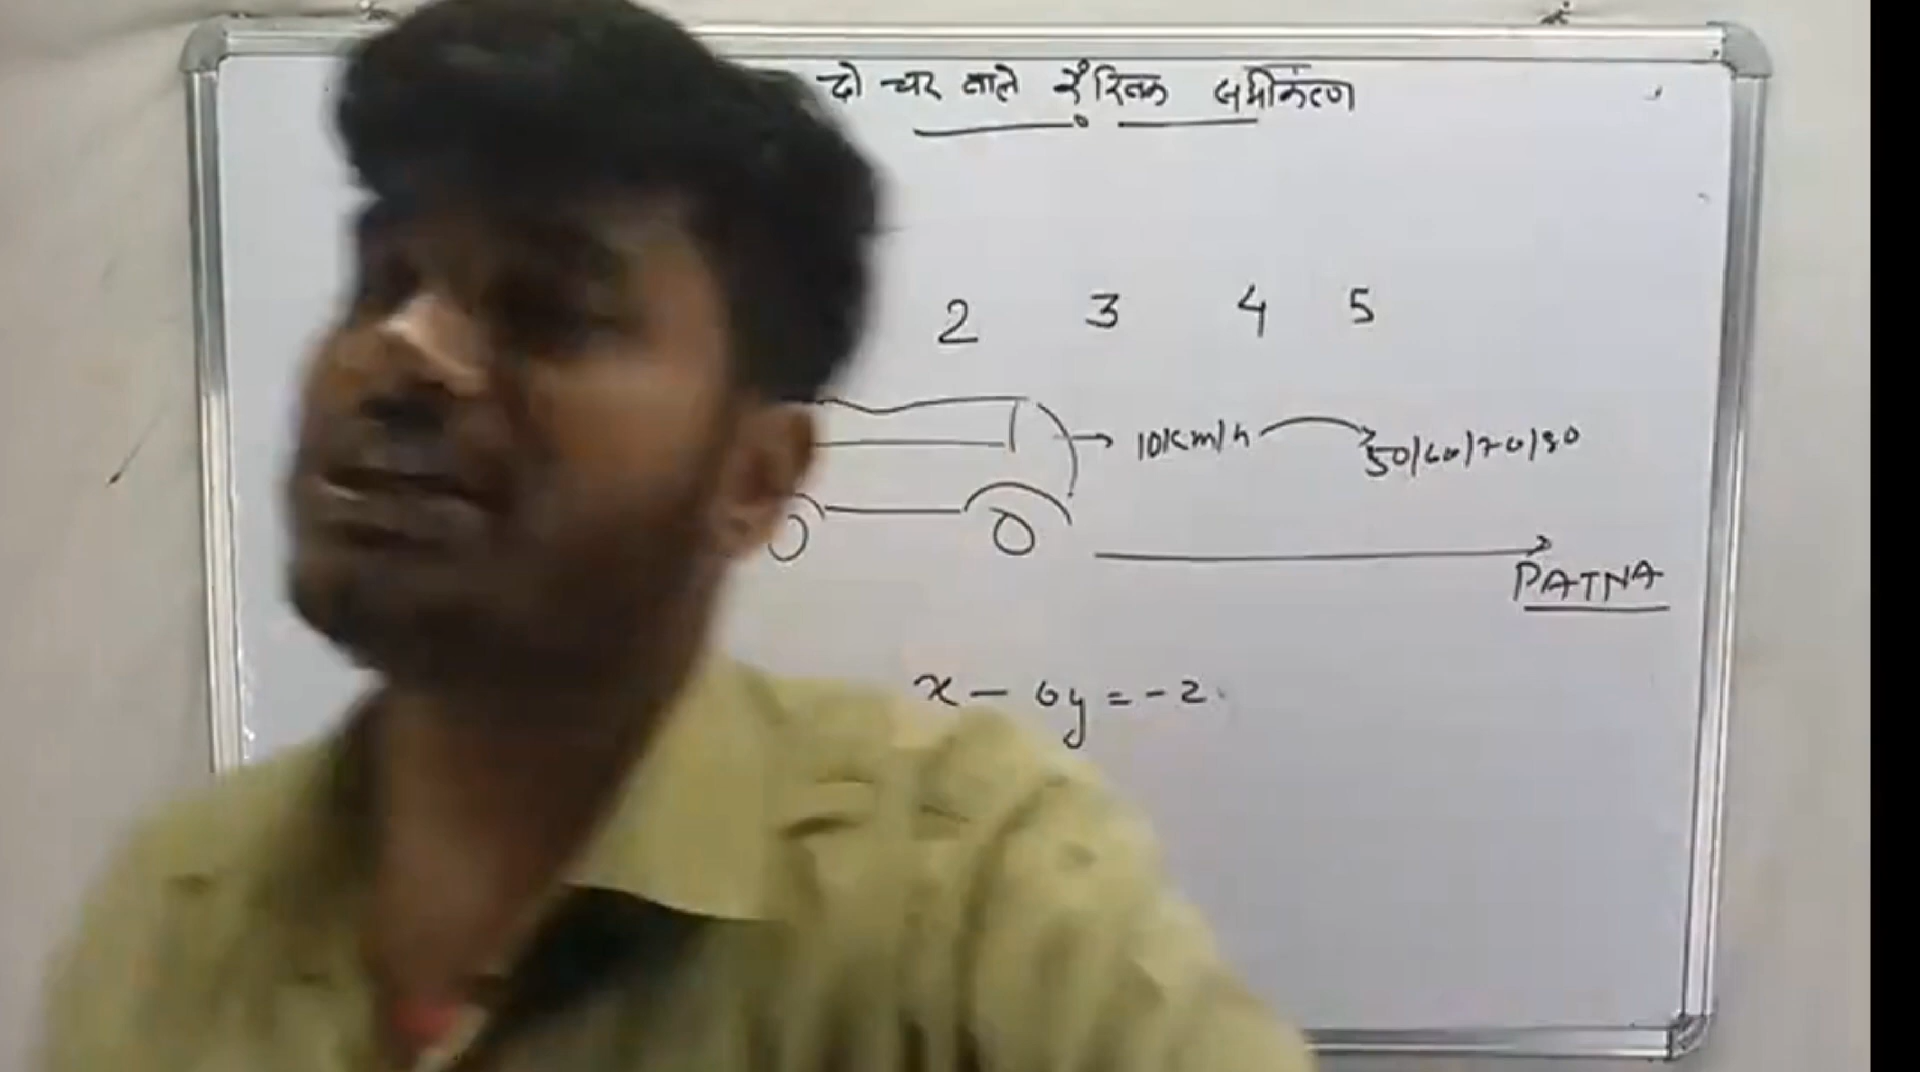 दो चर वाले रैखिक समीकरण
2 3 4 5
10km/h 50/60/70/80
PATNA
x - 6y = -2